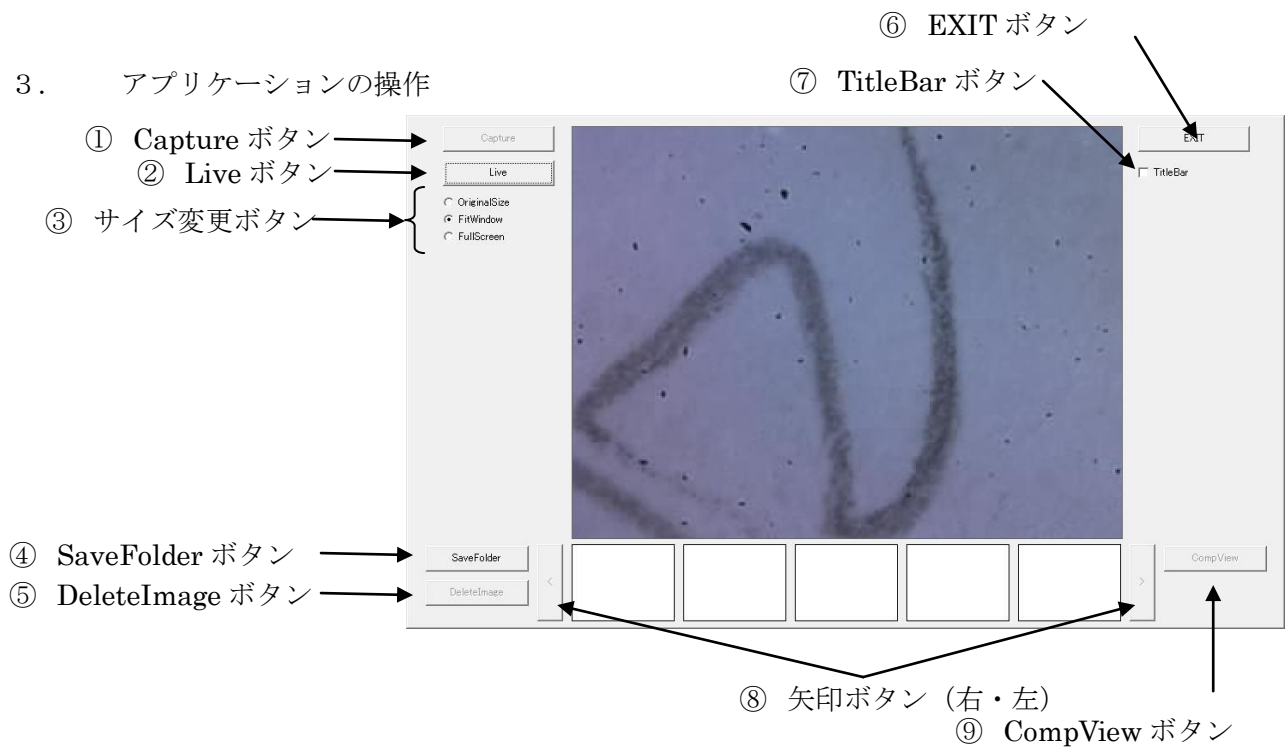 ⑥ EXIT ボタン
3. アプリケーションの操作
⑦ TitleBar ボタン
① Capture ボタン
Capture
EXIT
② Live ボタン
Live
TitleBar
③ サイズ変更ボタン
OriginalSize
FitWindow
FullScreen
④ SaveFolder ボタン
SaveFolder
CompView
⑤ DeleteImage ボタン
DeleteImage
<
>
⑧ 矢印ボタン（右・左）
⑨ CompView ボタン